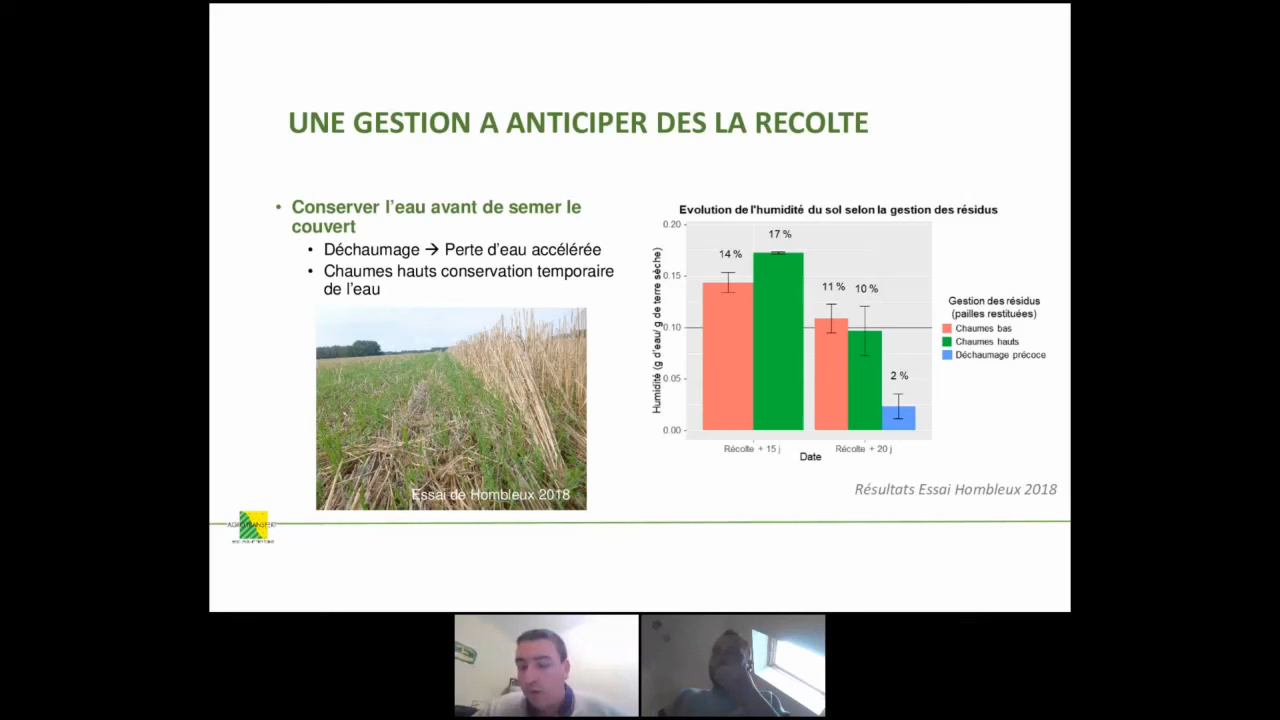 UNE GESTION A ANTICIPER DES LA RECOLTE
• Conserver l'eau avant de semer le
couvert
• Déchaumage → Perte d'eau accélérée
• Chaumes hauts conservation temporaire
de l'eau
Essai de Hombleux 2018
Evolution de l'humidité du sol selon la gestion des résidus
Humidité (g d'eau/ g de terre sèche)
0.20
0.15
0.10
0.05
0.00
14 %
17 %
11 %
10 %
2 %
Récolte + 15 j
Récolte + 20 j
Date
Gestion des résidus
(pailles restituées)
Chaumes bas
Chaumes hauts
Déchaumage précoce
Résultats Essai Hombleux 2018
AGRO-TRANSFERT